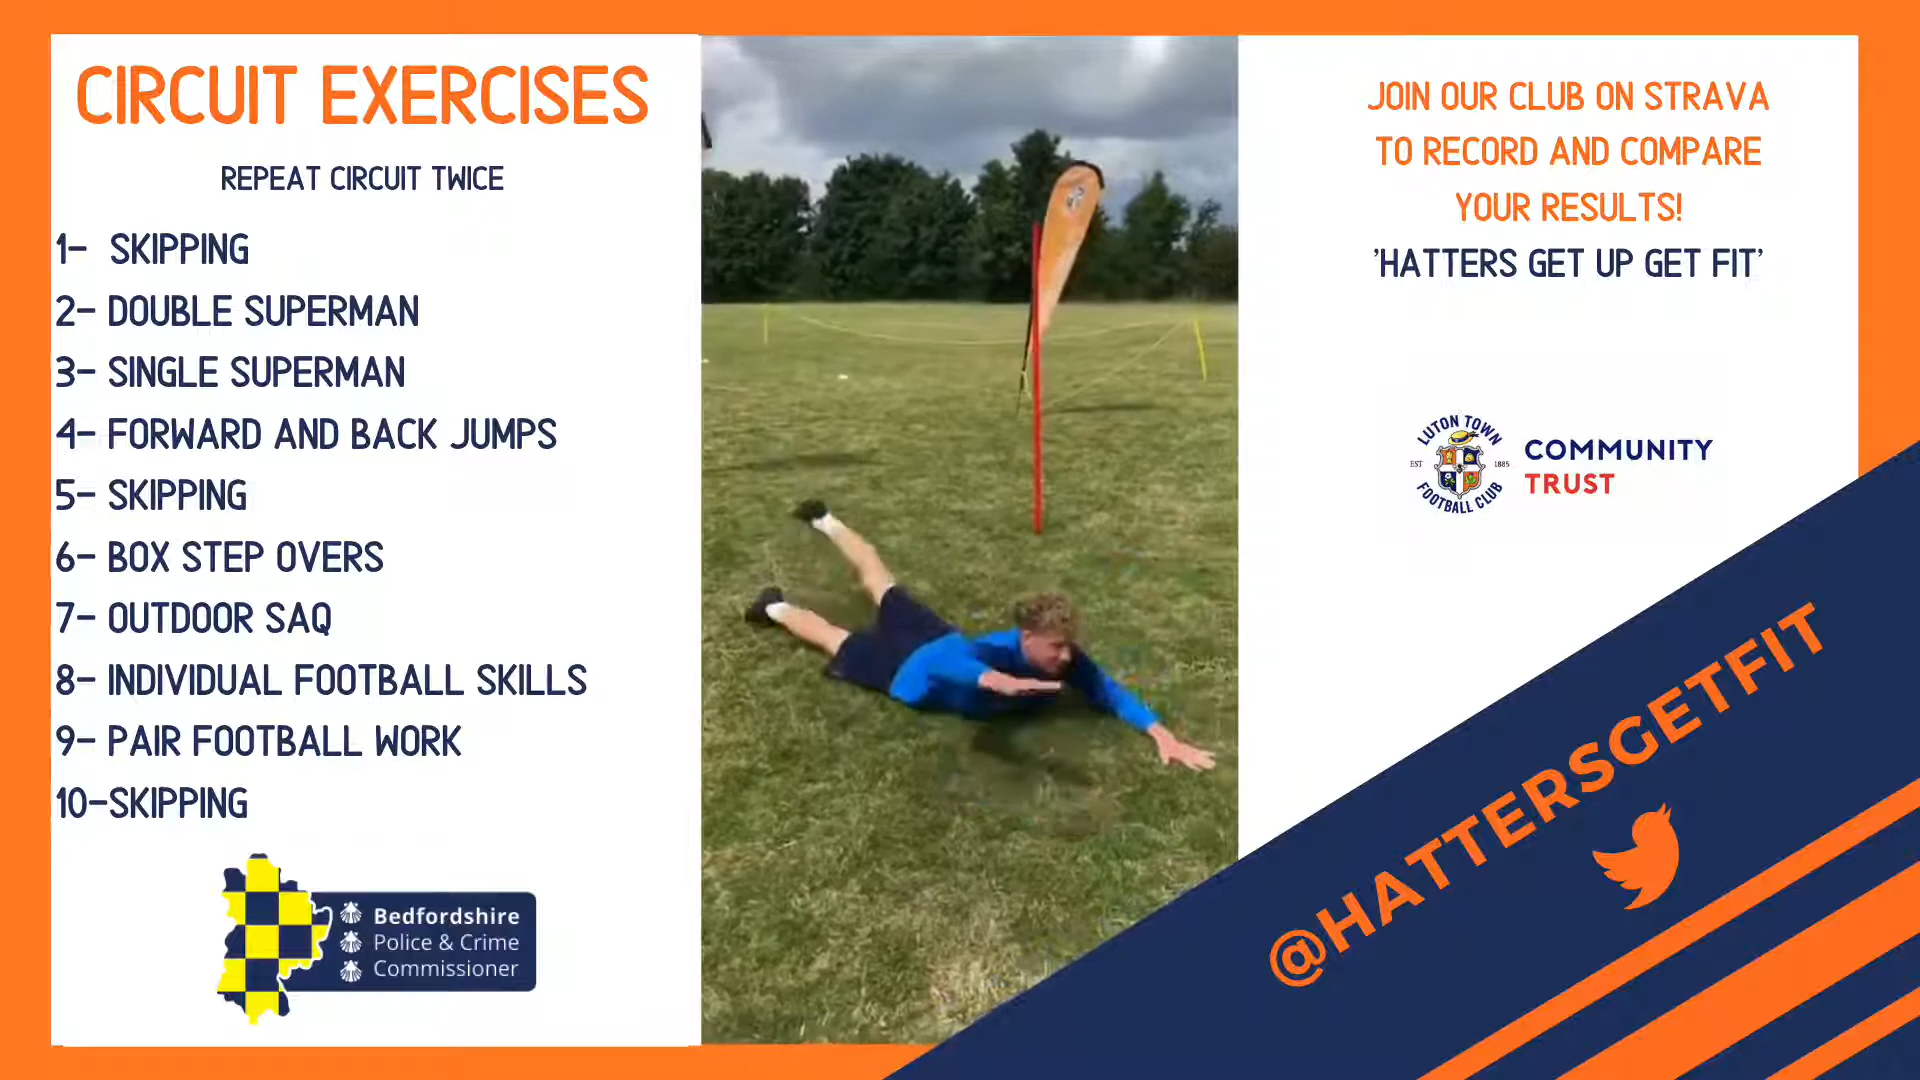 CIRCUIT EXERCISES
REPEAT CIRCUIT TWICE
1- SKIPPING
2- DOUBLE SUPERMAN
3- SINGLE SUPERMAN
4- FORWARD AND BACK JUMPS
5- SKIPPING
6- BOX STEP OVERS
7- OUTDOOR SAQ
8- INDIVIDUAL FOOTBALL SKILLS
9- PAIR FOOTBALL WORK
10-SKIPPING
Bedfordshire
Police & Crime
Commissioner
JOIN OUR CLUB ON STRAVA
TO RECORD AND COMPARE
YOUR RESULTS!
'HATTERS GET UP GET FIT'
LUTON TOWN
EST 1885
FOOTBALL CLUB
COMMUNITY
TRUST
@HATTERSGETFIT